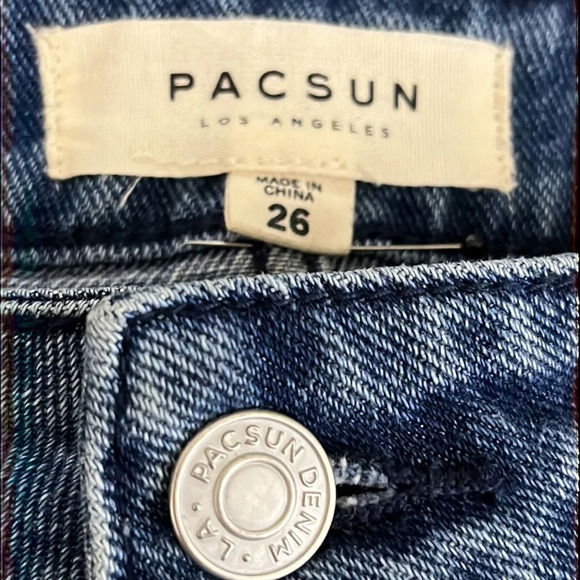 PACSUN
LOS ANGELES
MADE IN
CHINA
26
PACSUN DENIM
· LA ·